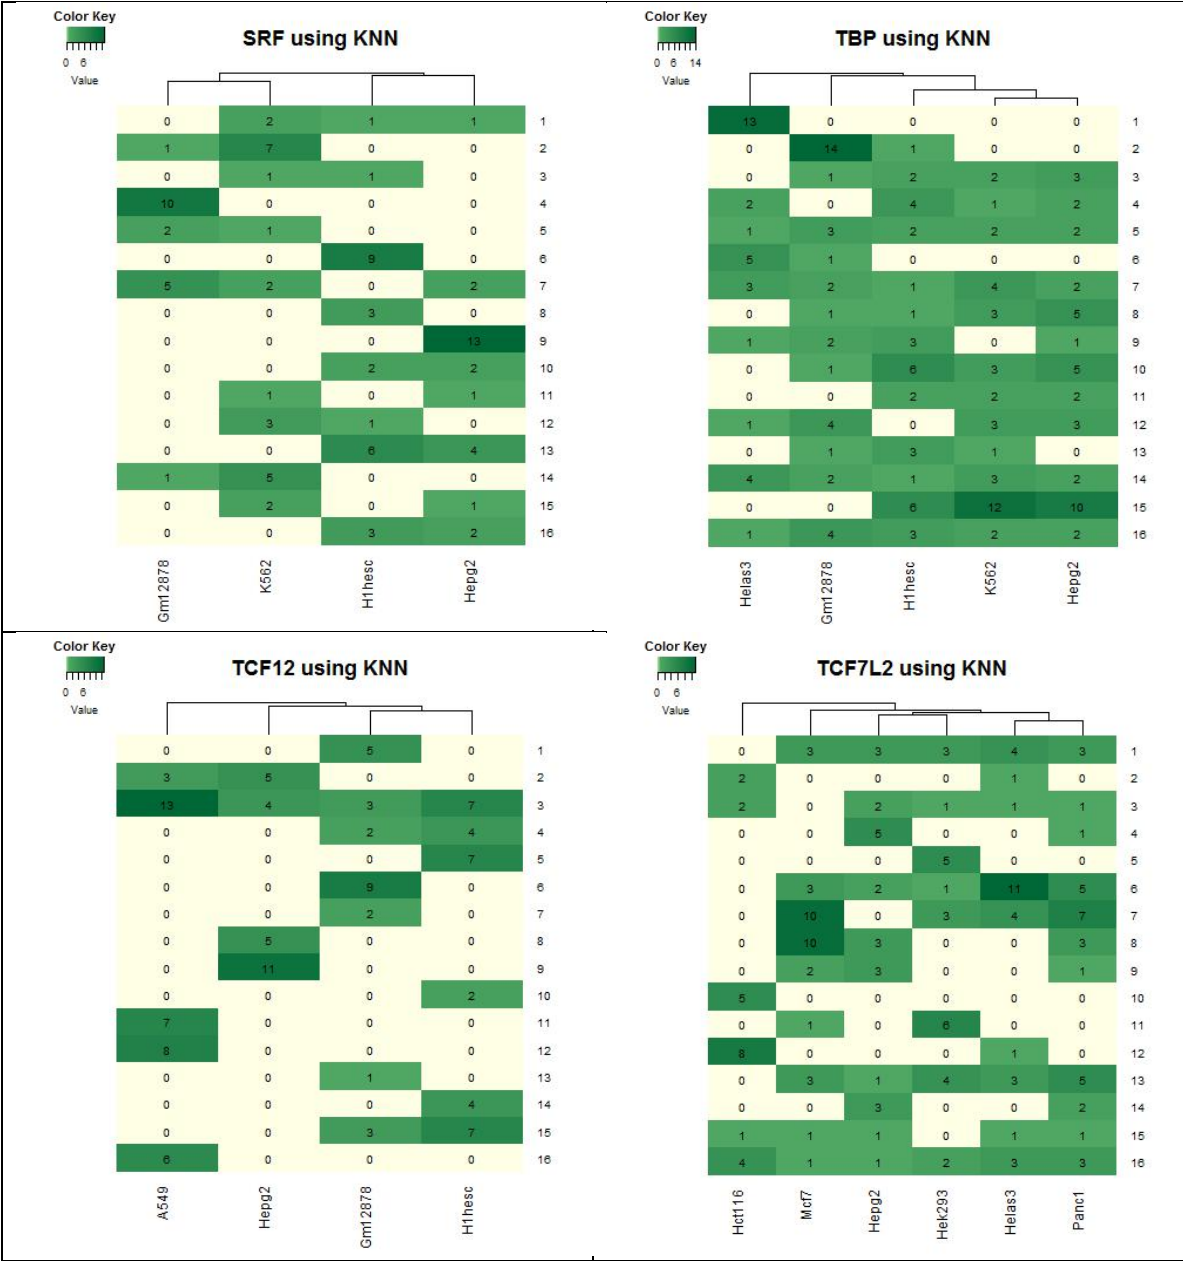 Color Key
0 6
Value
SRF using KNN
0 2 1 1 1
1 7 0 0 2
0 1 1 0 3
10 0 0 0 4
2 1 0 0 5
0 0 9 0 6
5 2 0 2 7
0 0 3 0 8
0 0 0 13 9
0 0 2 2 10
0 1 0 1 11
0 3 1 0 12
0 0 6 4 13
1 5 0 0 14
0 2 0 1 15
0 0 3 2 16
Gm12878 K562 H1hesc Hepg2
Color Key
0 6 14
Value
TBP using KNN
13 0 0 0 0 1
0 14 1 0 0 2
0 1 2 2 3 3
2 0 4 1 2 4
1 3 2 2 2 5
5 1 0 0 0 6
3 2 1 4 2 7
0 1 1 3 5 8
1 2 3 0 1 9
0 1 6 3 5 10
0 0 2 2 2 11
1 4 0 3 3 12
0 1 3 1 0 13
4 2 1 3 2 14
0 0 6 12 10 15
1 4 3 2 2 16
Helas3 Gm12878 H1hesc K562 Hepg2
Color Key
0 6
Value
TCF12 using KNN
0 0 5 0 1
3 5 0 0 2
13 4 3 7 3
0 0 2 4 4
0 0 0 7 5
0 0 9 0 6
0 0 2 0 7
0 5 0 0 8
0 11 0 0 9
0 0 0 2 10
7 0 0 0 11
8 0 0 0 12
0 0 1 0 13
0 0 0 4 14
0 0 3 7 15
6 0 0 0 16
A549 Hepg2 Gm12878 H1hesc
Color Key
0 6
Value
TCF7L2 using KNN
0 3 3 3 4 3 1
2 0 0 0 1 0 2
2 0 2 1 1 1 3
0 0 5 0 0 1 4
0 0 0 5 0 0 5
0 3 2 1 11 5 6
0 10 0 3 4 7 7
0 10 3 0 0 3 8
0 2 3 0 0 1 9
5 0 0 0 0 0 10
0 1 0 6 0 0 11
8 0 0 0 1 0 12
0 3 1 4 3 5 13
0 0 3 0 0 2 14
1 1 1 0 1 1 15
4 1 1 2 3 3 16
Hct116 Mcf7 Hepg2 Hek293 Helas3 Panc1